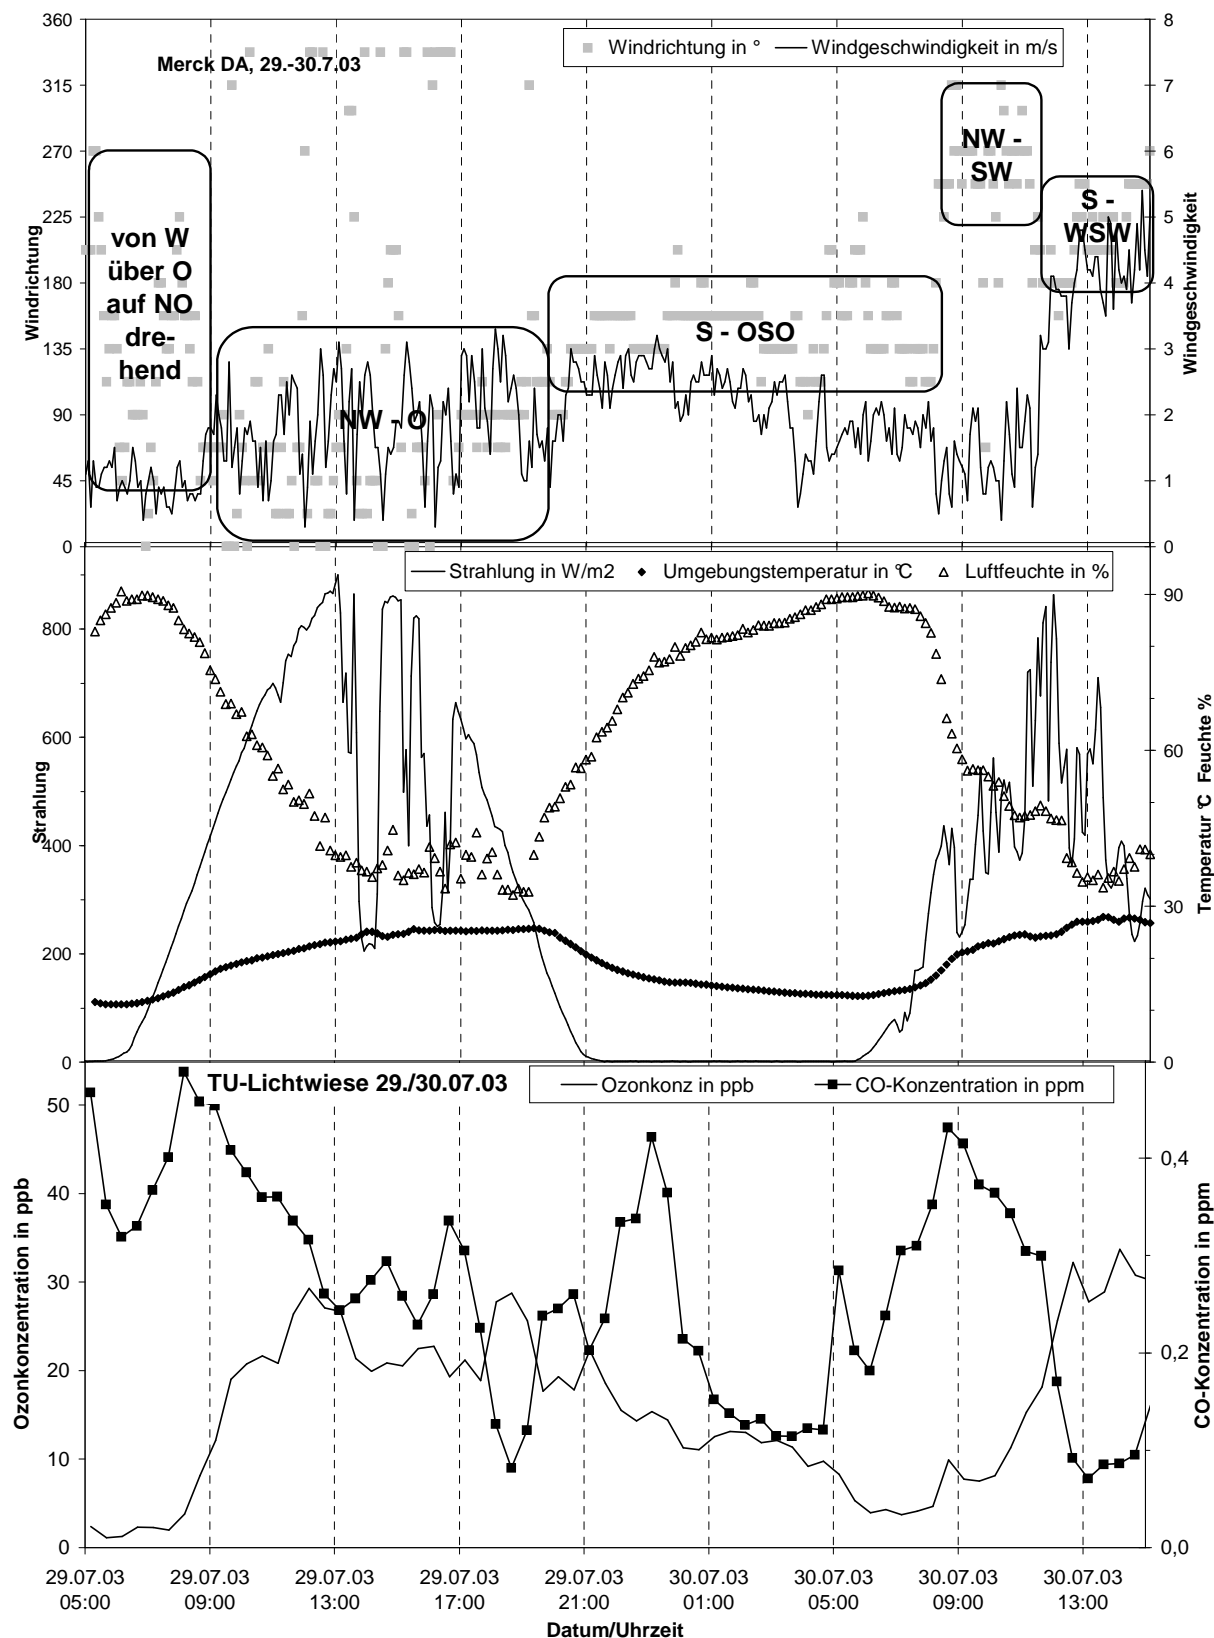 360
315
270
225
180
135
90
45
0
Windrichtung
Merck DA, 29.-30.7.03
Windrichtung in °
Windgeschwindigkeit in m/s
von W
über O
auf NO
dre-
hend
NW - O
S - OSO
NW -
SW
S -
WSW
8
7
6
5
4
3
2
1
0
Windgeschwindigkeit
Strahlung in W/m2
Umgebungstemperatur in °C
Luftfeuchte in %
800
600
400
200
0
Strahlung
90
60
30
0
Temperatur °C Feuchte %
TU-Lichtwiese 29./30.07.03
Ozonkonz in ppb
CO-Konzentration in ppm
50
40
30
20
10
0
Ozonkonzentration in ppb
0,4
0,2
0,0
CO-Konzentration in ppm
29.07.03 29.07.03 29.07.03 29.07.03 29.07.03 30.07.03 30.07.03 30.07.03 30.07.03
05:00 09:00 13:00 17:00 21:00 01:00 05:00 09:00 13:00
Datum/Uhrzeit